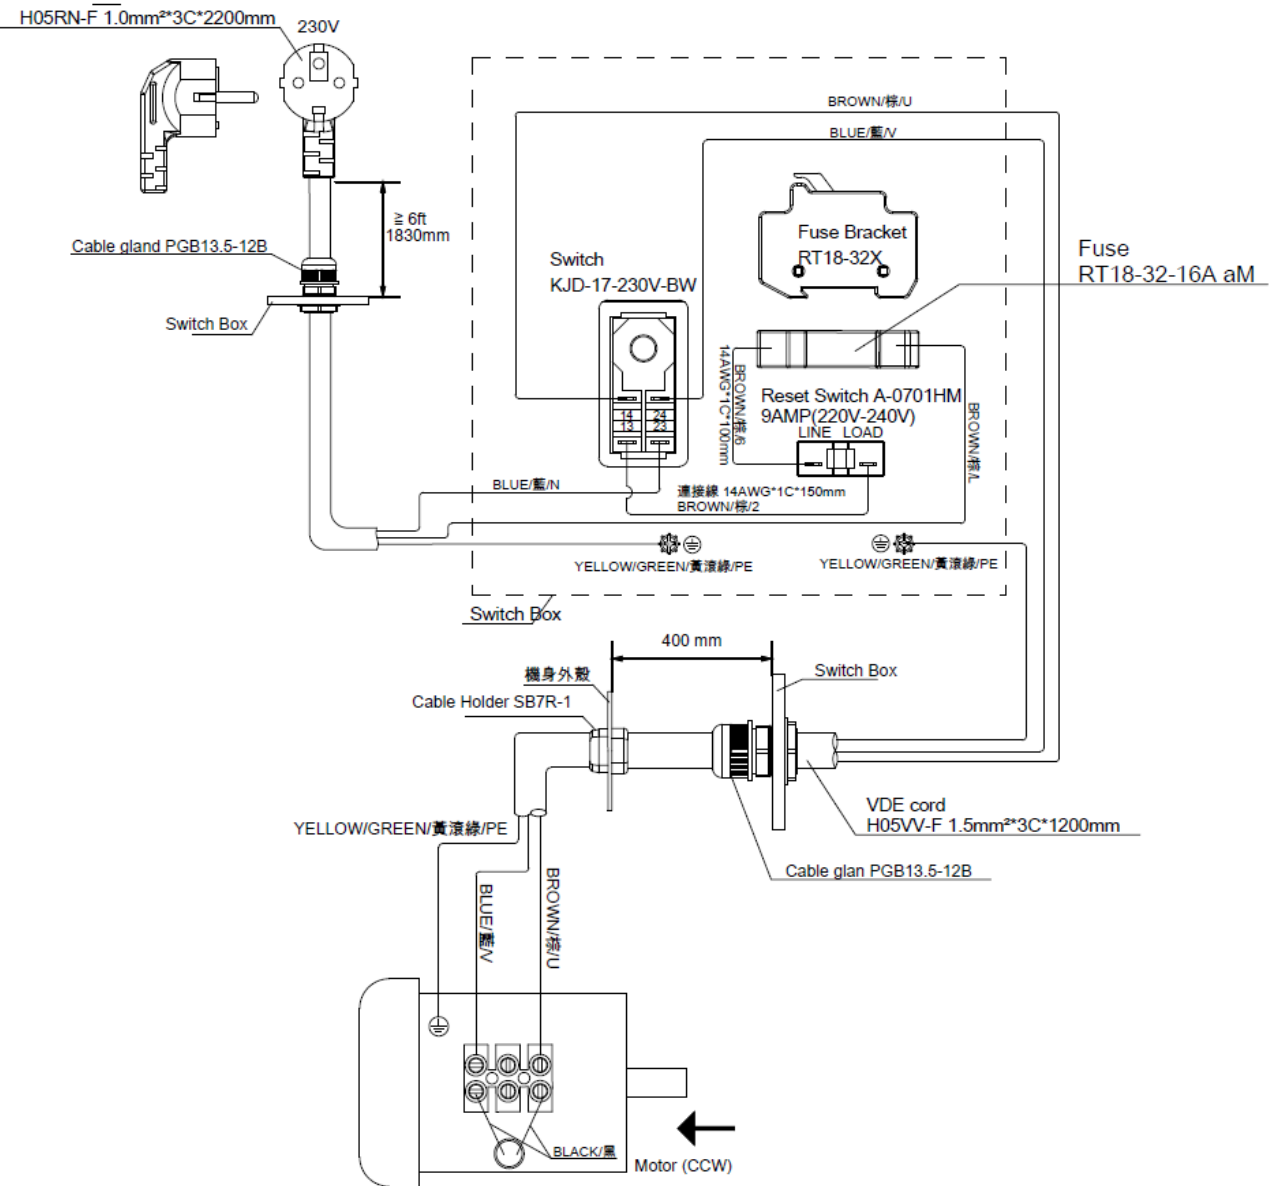 H05RN-F 1.0mm²*3C*2200mm
230V
BROWN/棕/U
BLUE/藍/V
≧ 6ft
1830mm
Cable gland PGB13.5-12B
Switch Box
Switch
KJD-17-230V-BW
Fuse Bracket
RT18-32X
Fuse
RT18-32-16A aM
14 24
13 23
BROWN/棕/6
14AWG*1C*100mm
Reset Switch A-0701HM
9AMP(220V-240V)
LINE LOAD
BROWN/棕/L
BLUE/藍/N
連接線 14AWG*1C*150mm
BROWN/棕/2
YELLOW/GREEN/黃滾綠/PE
YELLOW/GREEN/黃滾綠/PE
Switch Box
400 mm
機身外殼
Switch Box
Cable Holder SB7R-1
VDE cord
H05VV-F 1.5mm²*3C*1200mm
YELLOW/GREEN/黃滾綠/PE
Cable glan PGB13.5-12B
BLUE/藍/V
BROWN/棕/U
BLACK/黑
Motor (CCW)